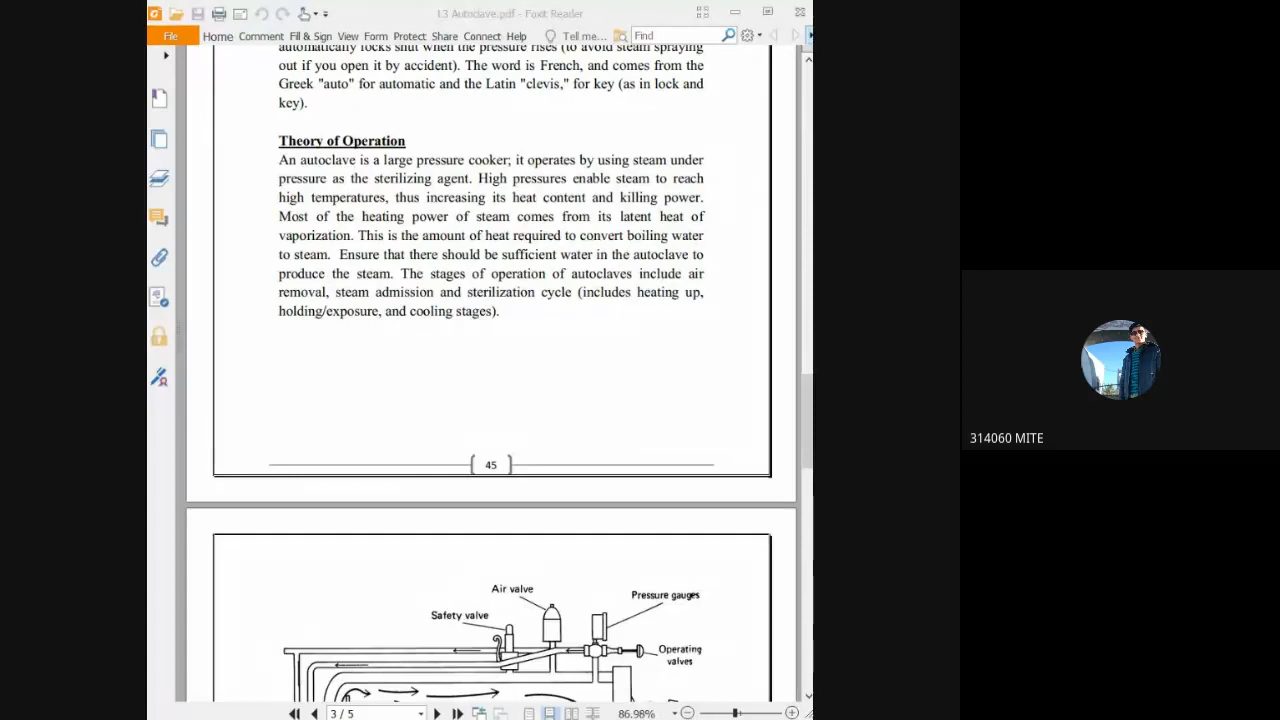 L3 Autoclave.pdf - Foxit Reader
File Home Comment Fill & Sign View Form Protect Share Connect Help Tell me... Find
automatically locks shut when the pressure rises (to avoid steam spraying
out if you open it by accident). The word is French, and comes from the
Greek "auto" for automatic and the Latin "clevis," for key (as in lock and
key).
Theory of Operation
An autoclave is a large pressure cooker; it operates by using steam under
pressure as the sterilizing agent. High pressures enable steam to reach
high temperatures, thus increasing its heat content and killing power.
Most of the heating power of steam comes from its latent heat of
vaporization. This is the amount of heat required to convert boiling water
to steam. Ensure that there should be sufficient water in the autoclave to
produce the steam. The stages of operation of autoclaves include air
removal, steam admission and sterilization cycle (includes heating up,
holding/exposure, and cooling stages).
45
Air valve
Pressure gauges
Safety valve
Operating
valves
3 / 5
86.98%
314060 MITE